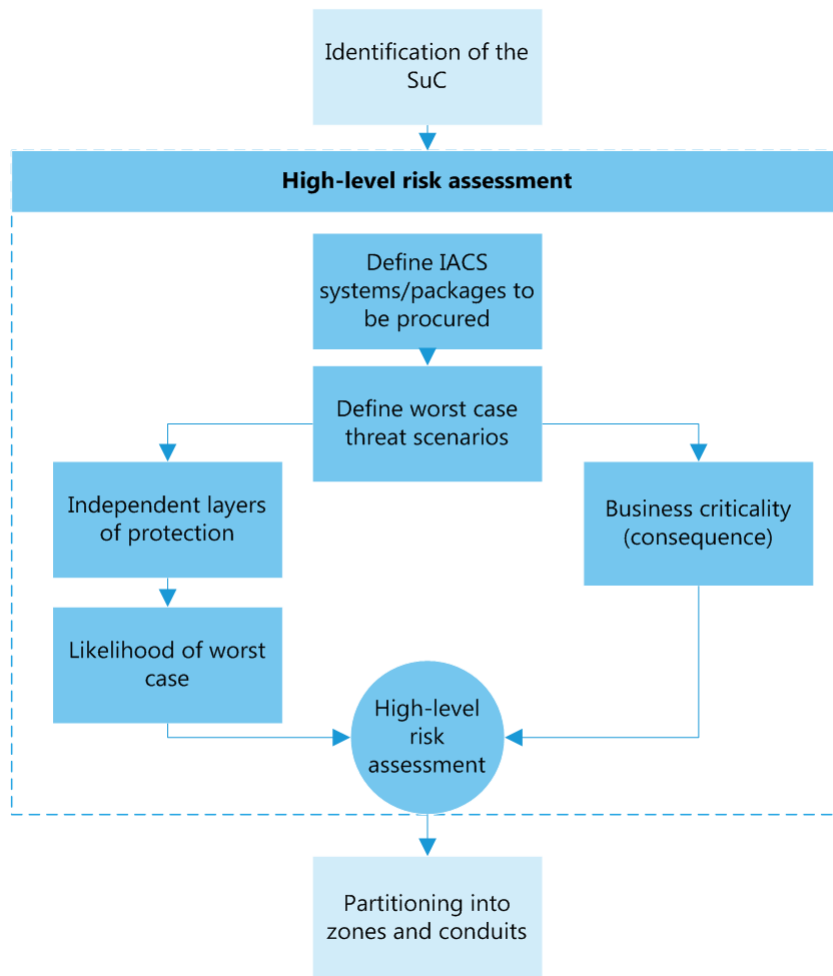 Identification of the
SuC
High-level risk assessment
Define IACS
systems/packages to
be procured
Define worst case
threat scenarios
Independent layers
of protection
Business criticality
(consequence)
Likelihood of worst
case
High-level
risk
assessment
Partitioning into
zones and conduits